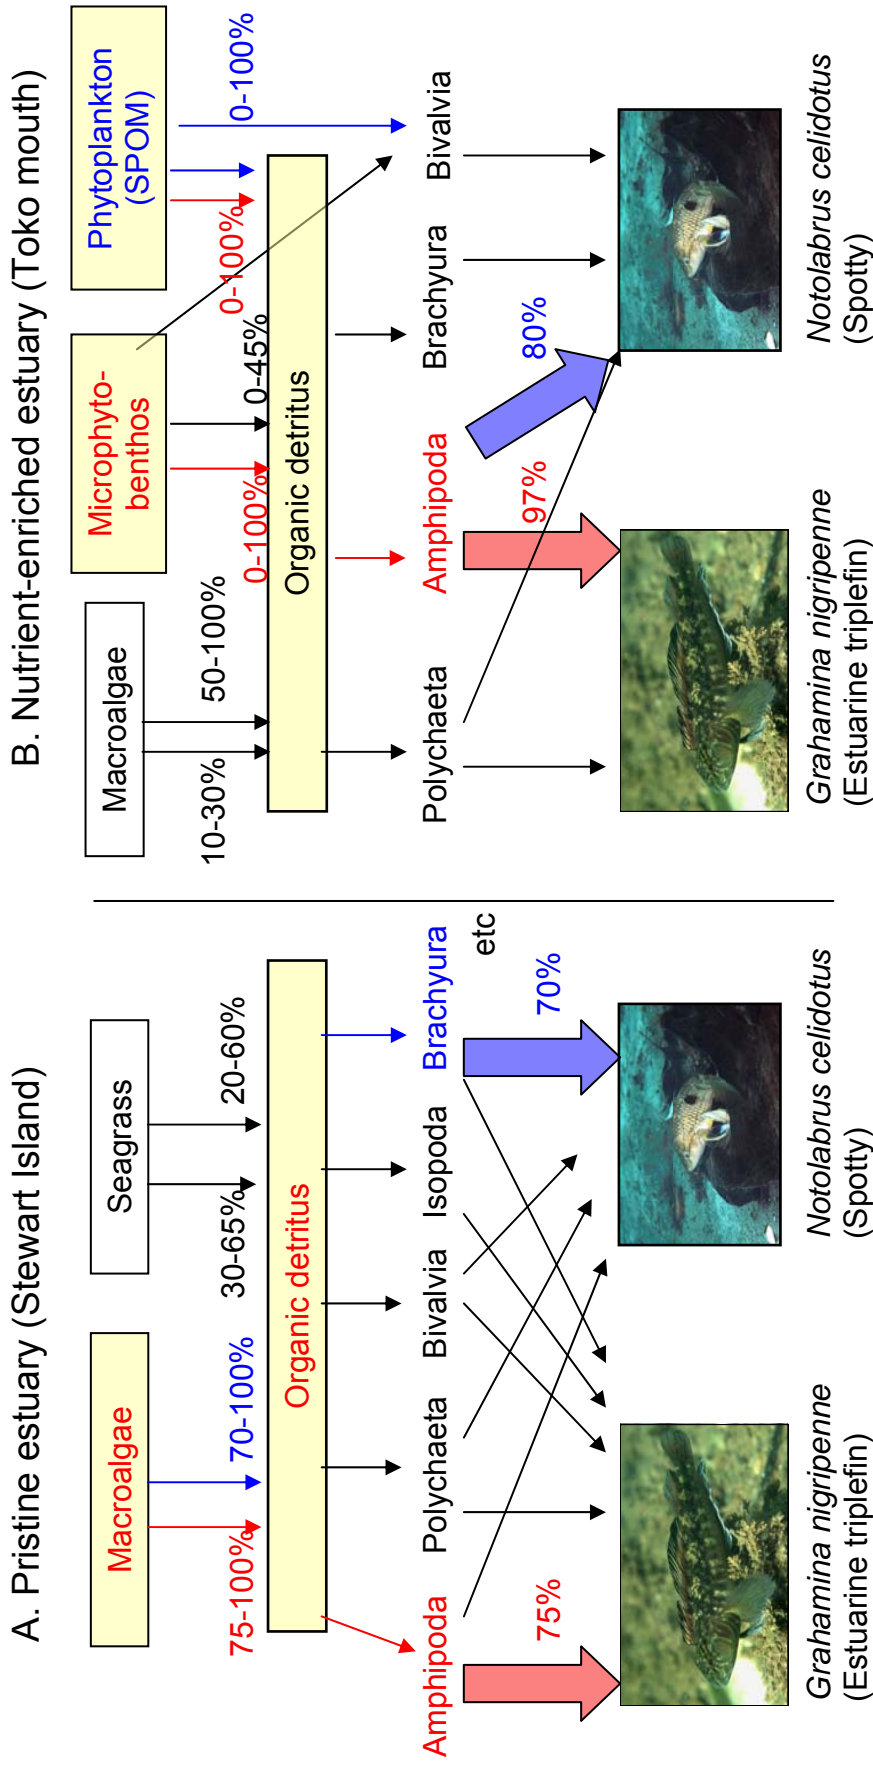 A. Pristine estuary (Stewart Island)
Macroalgae
Seagrass
75-100%
70-100%
30-65%
20-60%
Organic detritus
Amphipoda
Polychaeta
Bivalvia
Isopoda
Brachyura
etc
75%
70%
Grahamina nigripenne
(Estuarine triplefin)
Notolabrus celidotus
(Spotty)
B. Nutrient-enriched estuary (Toko mouth)
Macroalgae
Microphyto-
benthos
Phytoplankton
(SPOM)
10-30%
50-100%
0-100%
0-45%
0-100%
0-100%
Organic detritus
Polychaeta
Amphipoda
Brachyura
Bivalvia
97%
80%
Grahamina nigripenne
(Estuarine triplefin)
Notolabrus celidotus
(Spotty)